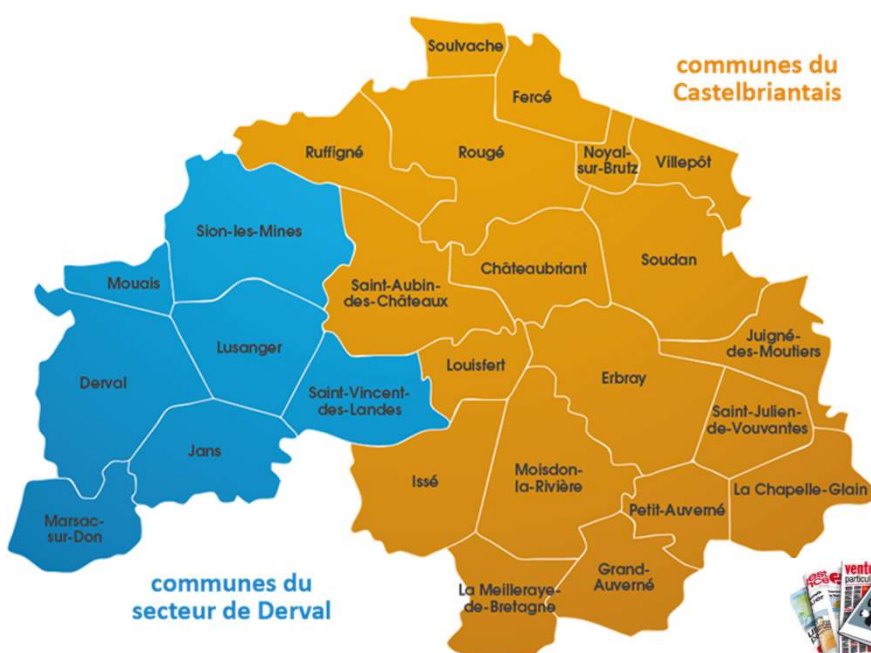 Soulvache
communes du
Castelbriantais
Fercé
Ruffigné
Rougé
Noyal-
sur-Brutz
Villepôt
Sion-les-Mines
Mouais
Saint-Aubin-
des-Châteaux
Châteaubriant
Soudan
Lusanger
Derval
Louisfert
Juigné-
des-Moutiers
Saint-Vincent-
des-Landes
Erbray
Saint-Julien-
de-Vouvantes
Jans
Issé
Moisdon-
la-Rivière
La Chapelle-Glain
Petit-Auverné
Marsac-
sur-Don
communes du
secteur de Derval
La Meilleraye-
de-Bretagne
Grand-
Auverné
vente